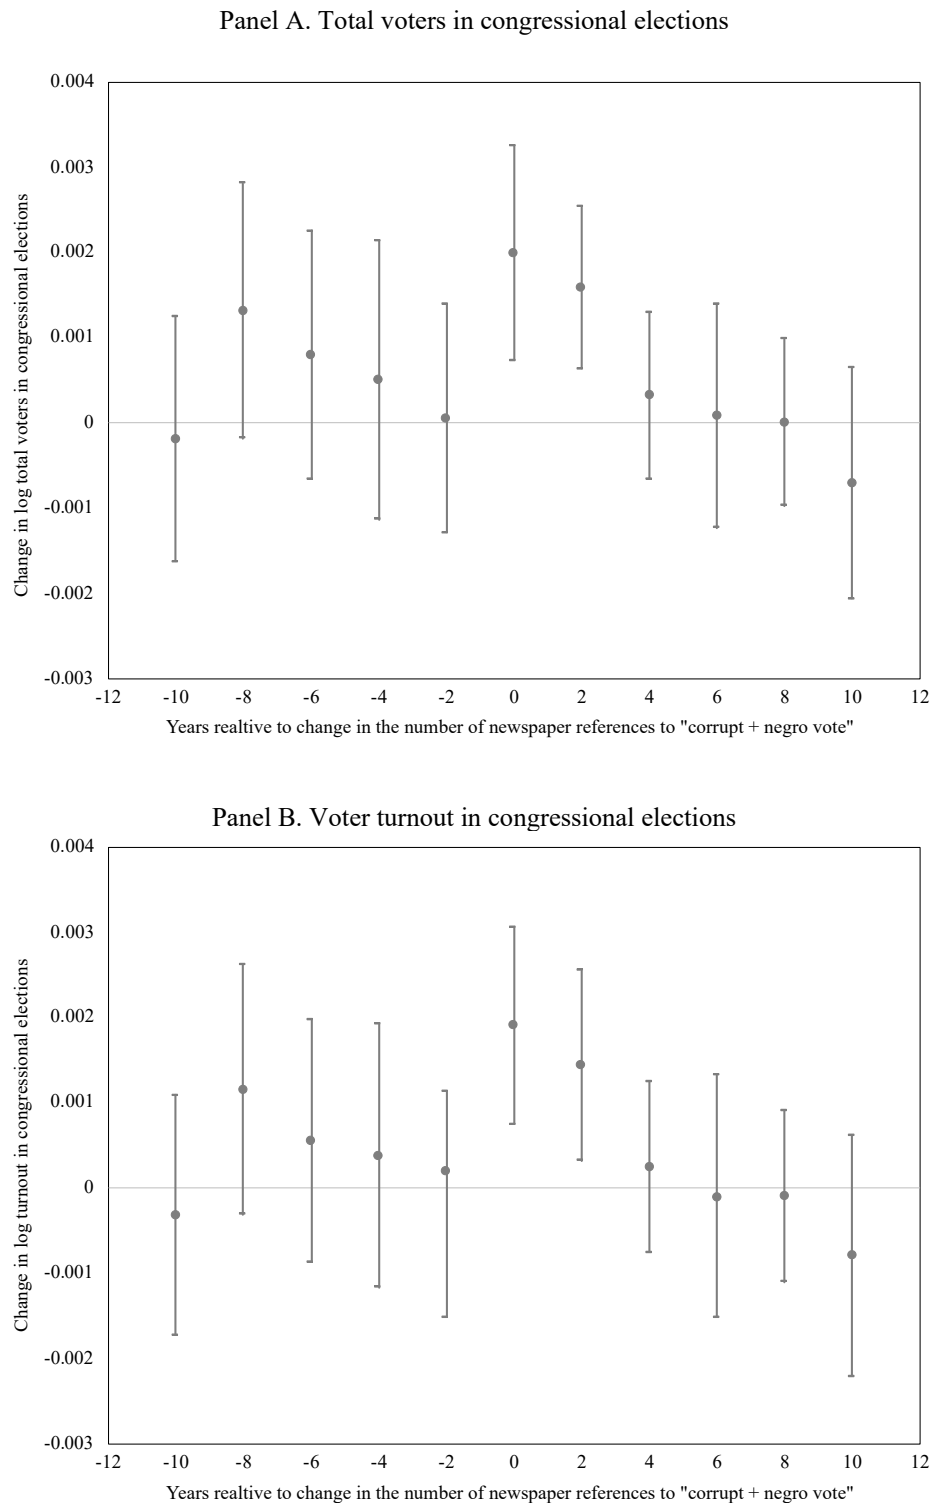 Panel A. Total voters in congressional elections
Change in log total voters in congressional elections
0.004
0.003
0.002
0.001
0
-0.001
-0.002
-0.003
-12 -10 -8 -6 -4 -2 0 2 4 6 8 10 12
Years realtive to change in the number of newspaper references to "corrupt + negro vote"
Panel B. Voter turnout in congressional elections
Change in log turnout in congressional elections
0.004
0.003
0.002
0.001
0
-0.001
-0.002
-0.003
-12 -10 -8 -6 -4 -2 0 2 4 6 8 10 12
Years realtive to change in the number of newspaper references to "corrupt + negro vote"